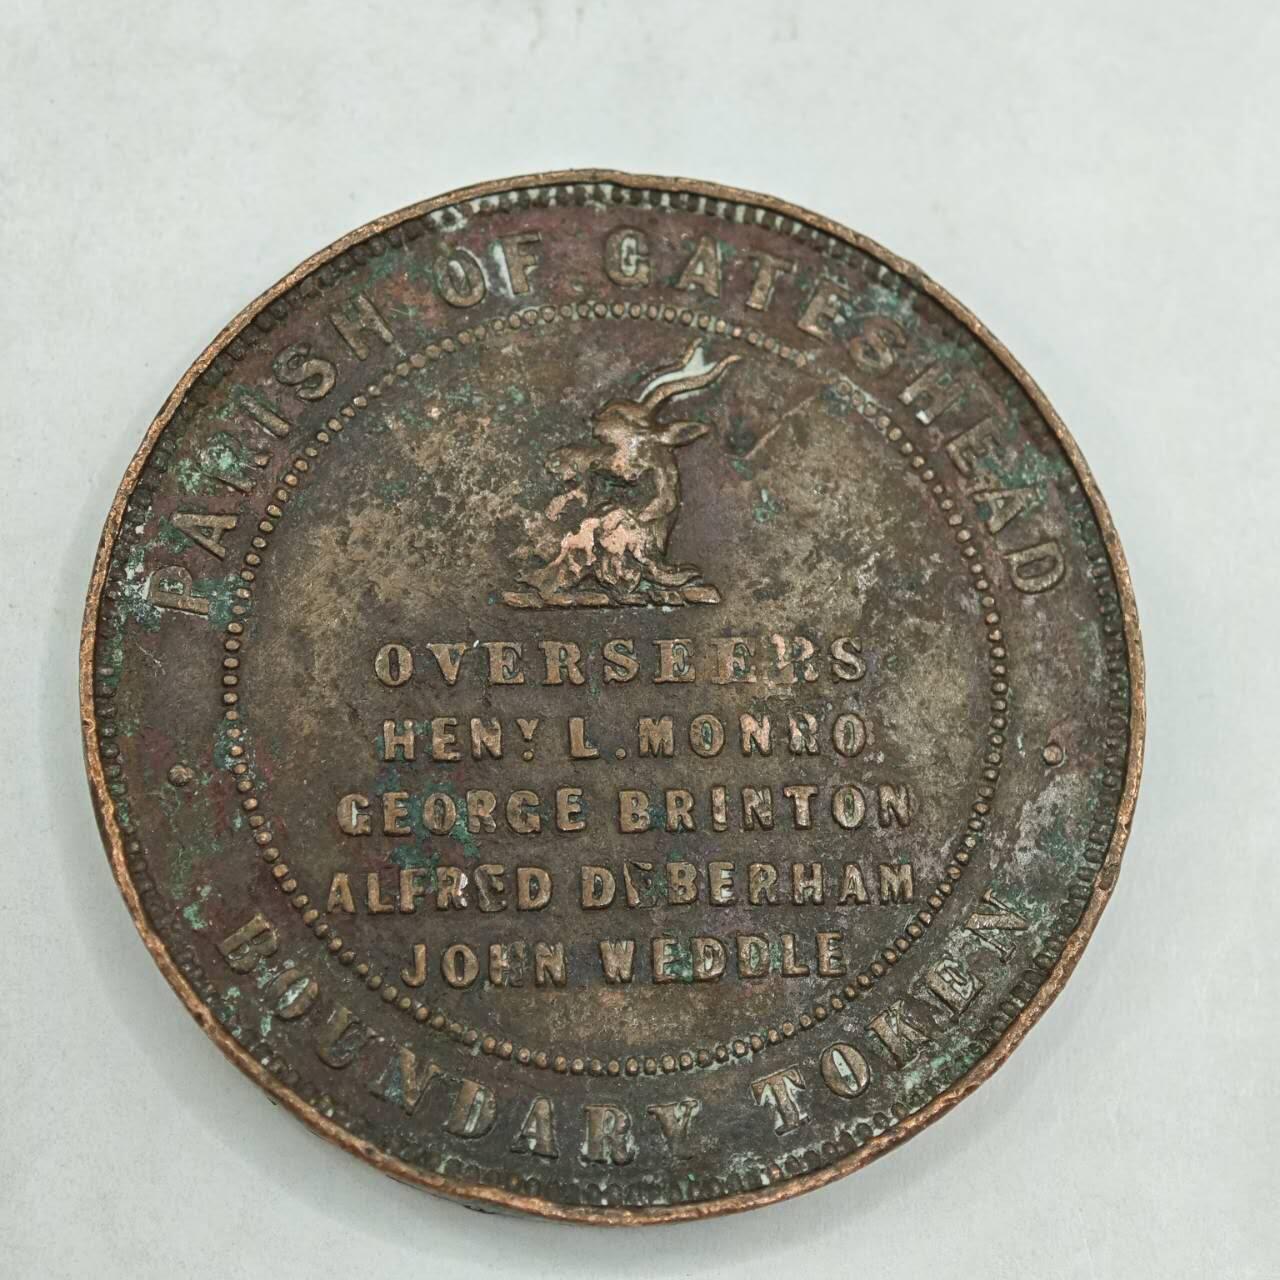 PARISH OF GATESHEAD
OVERSEERS
HENY. L. MONRO
GEORGE BRINTON
ALFRED DEBERHAM
JOHN WEDDLE
BOUNDARY TOKEN